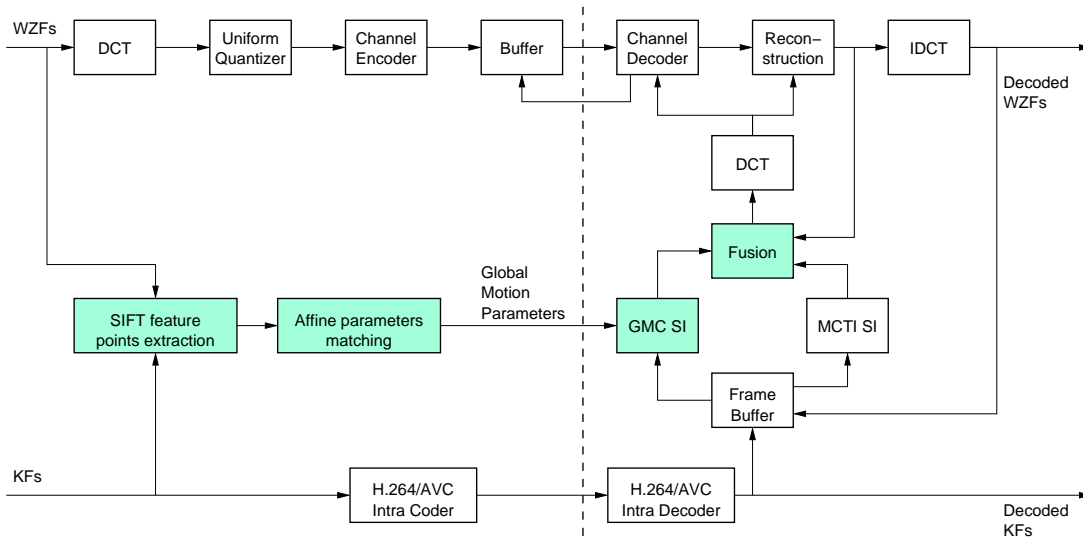 WZFs
DCT
Uniform
Quantizer
Channel
Encoder
Buffer
Channel
Decoder
Recon−
struction
IDCT
Decoded
WZFs
DCT
Fusion
Global
Motion
Parameters
SIFT feature
points extraction
Affine parameters
matching
GMC SI
MCTI SI
Frame
Buffer
KFs
H.264/AVC
Intra Coder
H.264/AVC
Intra Decoder
Decoded
KFs